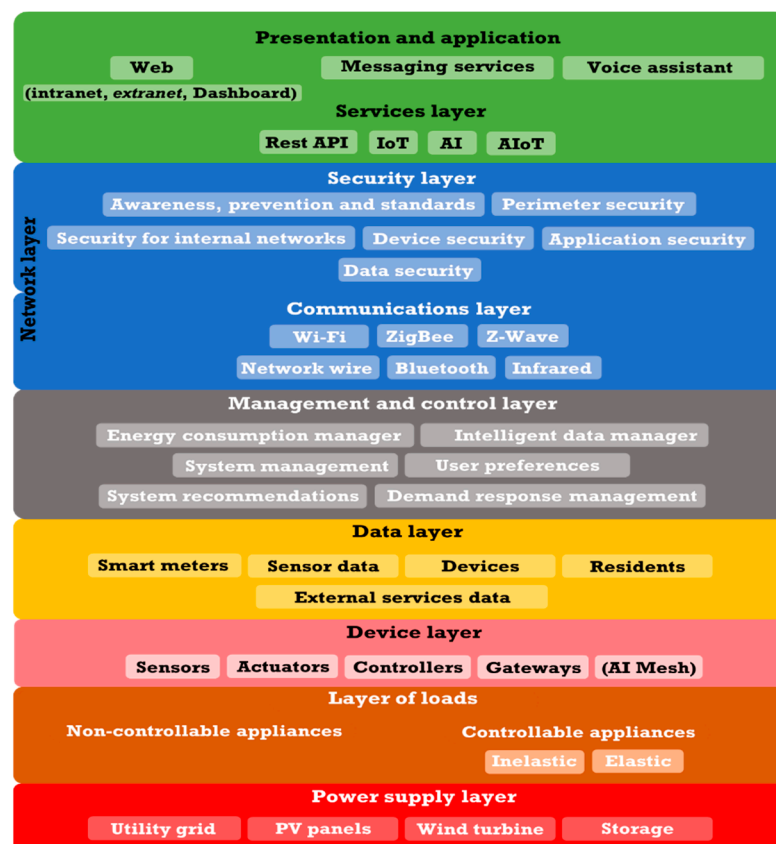 Presentation and application
Web Messaging services Voice assistant
(intranet, extranet, Dashboard)
Services layer
Rest API IoT AI AIoT
Network layer
Security layer
Awareness, prevention and standards Perimeter security
Security for internal networks Device security Application security
Data security
Communications layer
Wi-Fi ZigBee Z-Wave
Network wire Bluetooth Infrared
Management and control layer
Energy consumption manager Intelligent data manager
System management User preferences
System recommendations Demand response management
Data layer
Smart meters Sensor data Devices Residents
External services data
Device layer
Sensors Actuators Controllers Gateways (AI Mesh)
Layer of loads
Non-controllable appliances Controllable appliances
Inelastic Elastic
Power supply layer
Utility grid PV panels Wind turbine Storage